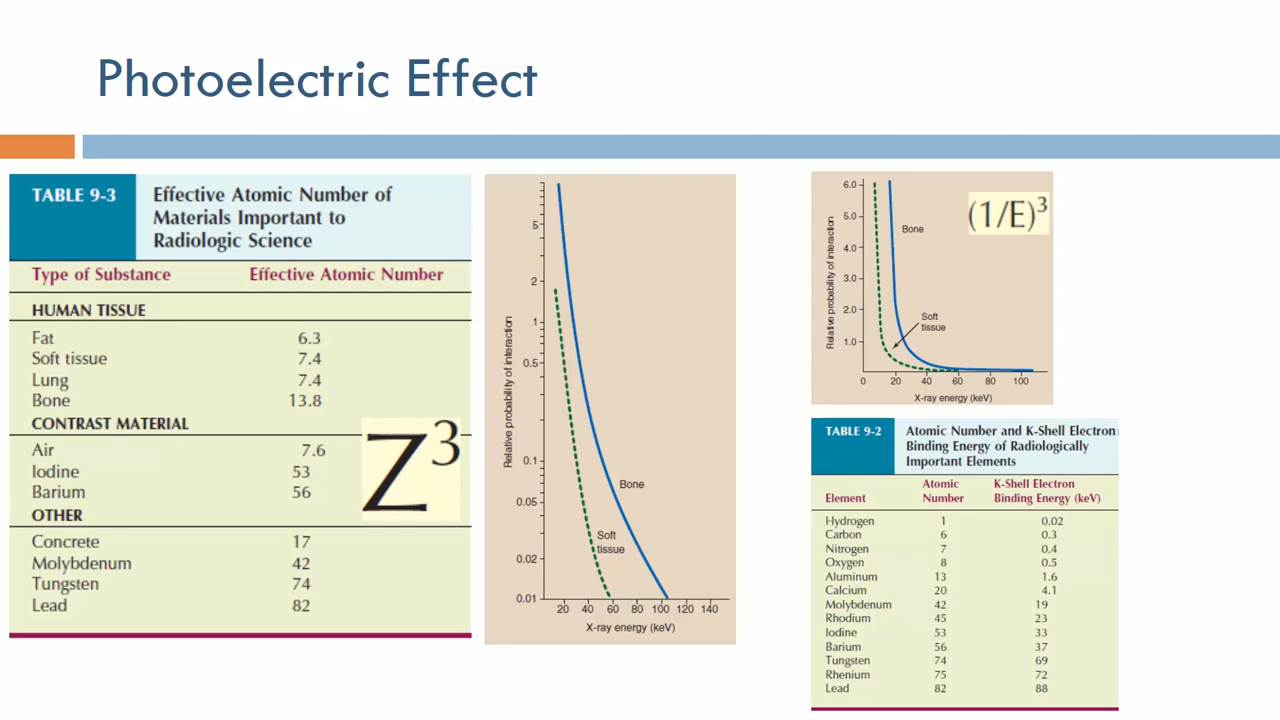 Photoelectric Effect
TABLE 9-3
Effective Atomic Number of
Materials Important to
Radiologic Science
Type of Substance Effective Atomic Number
HUMAN TISSUE
Fat 6.3
Soft tissue 7.4
Lung 7.4
Bone 13.8
CONTRAST MATERIAL
Air 7.6
Iodine 53
Barium 56
OTHER
Concrete 17
Molybdenum 42
Tungsten 74
Lead 82
Z³
Relative probability of interaction
5
2
1
0.5
0.1
0.05
0.02
0.01
Bone
Soft
tissue
20 40 60 80 100 120 140
X-ray energy (keV)
Relative probability of interaction
6.0
5.0
4.0
3.0
2.0
1.0
(1/E)³
Bone
Soft
tissue
0 20 40 60 80 100
X-ray energy (keV)
TABLE 9-2
Atomic Number and K-Shell Electron
Binding Energy of Radiologically
Important Elements
Atomic K-Shell Electron
Element Number Binding Energy (keV)
Hydrogen 1 0.02
Carbon 6 0.3
Nitrogen 7 0.4
Oxygen 8 0.5
Aluminum 13 1.6
Calcium 20 4.1
Molybdenum 42 19
Rhodium 45 23
Iodine 53 33
Barium 56 37
Tungsten 74 69
Rhenium 75 72
Lead 82 88